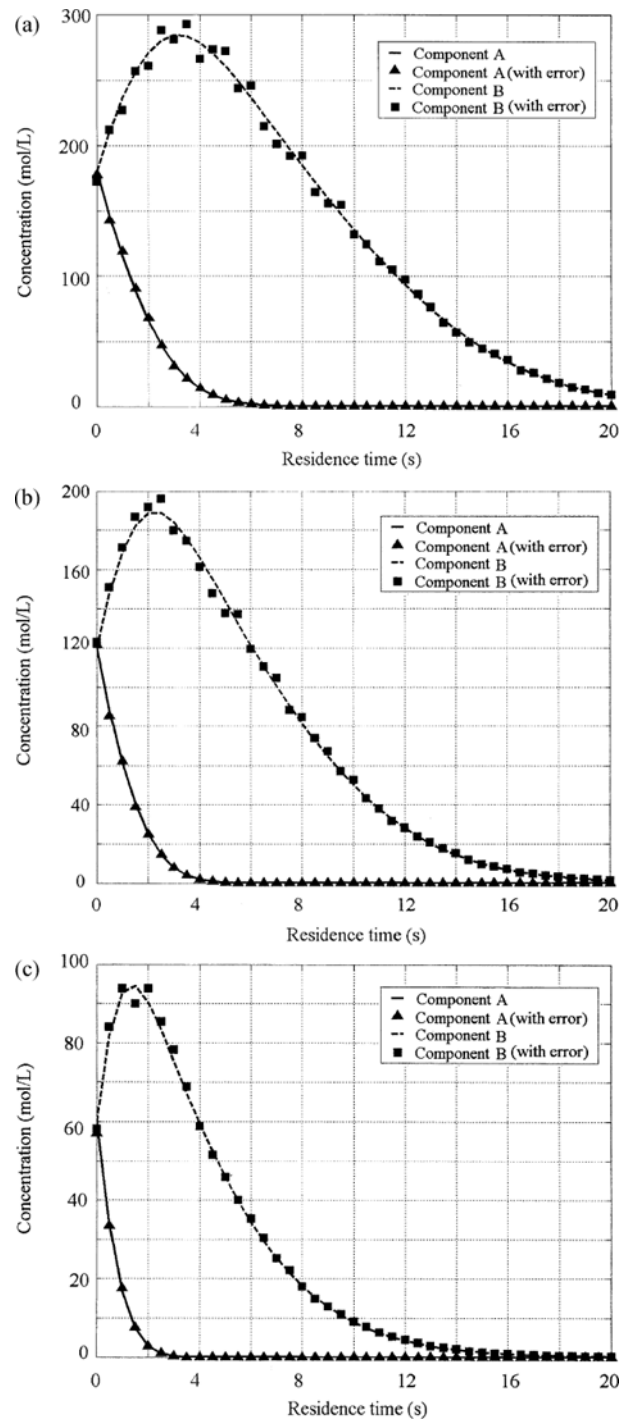 (a)
300
200
100
0
Concentration (mol/L)
Component A
Component A (with error)
Component B
Component B (with error)
0 4 8 12 16 20
Residence time (s)
(b)
200
160
120
80
40
0
Concentration (mol/L)
Component A
Component A (with error)
Component B
Component B (with error)
0 4 8 12 16 20
Residence time (s)
(c)
100
80
60
40
20
0
Concentration (mol/L)
Component A
Component A (with error)
Component B
Component B (with error)
0 4 8 12 16 20
Residence time (s)